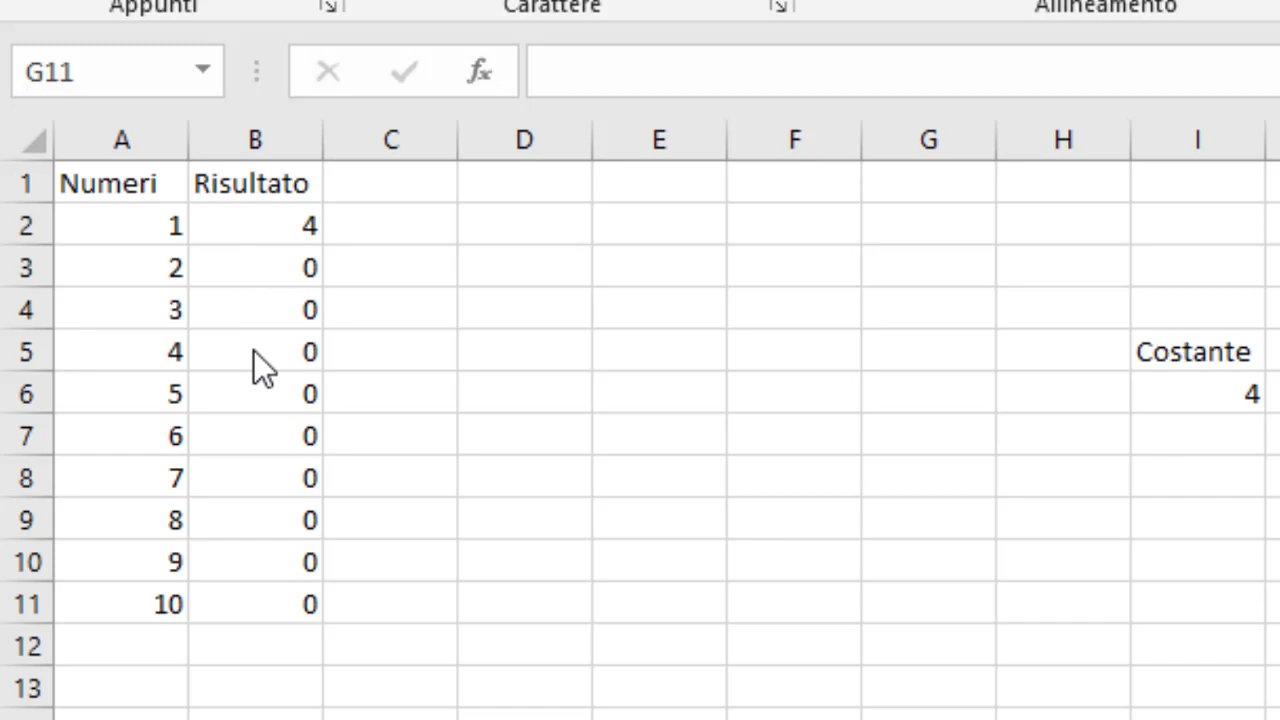 Appunti Carattere Allineamento
G11 fx
A B C D E F G H I
1 Numeri Risultato
2 1 4
3 2 0
4 3 0
5 4 0 Costante
6 5 0 4
7 6 0
8 7 0
9 8 0
10 9 0
11 10 0
12
13